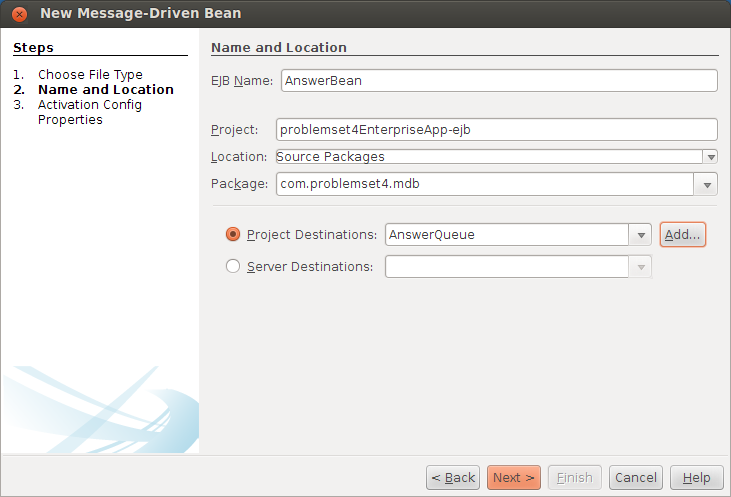 New Message-Driven Bean
Steps
1. Choose File Type
2. Name and Location
3. Activation Config
Properties
Name and Location
EJB Name: AnswerBean
Project: problemset4EnterpriseApp-ejb
Location: Source Packages
Package: com.problemset4.mdb
Project Destinations: AnswerQueue Add...
Server Destinations:
< Back Next > Finish Cancel Help